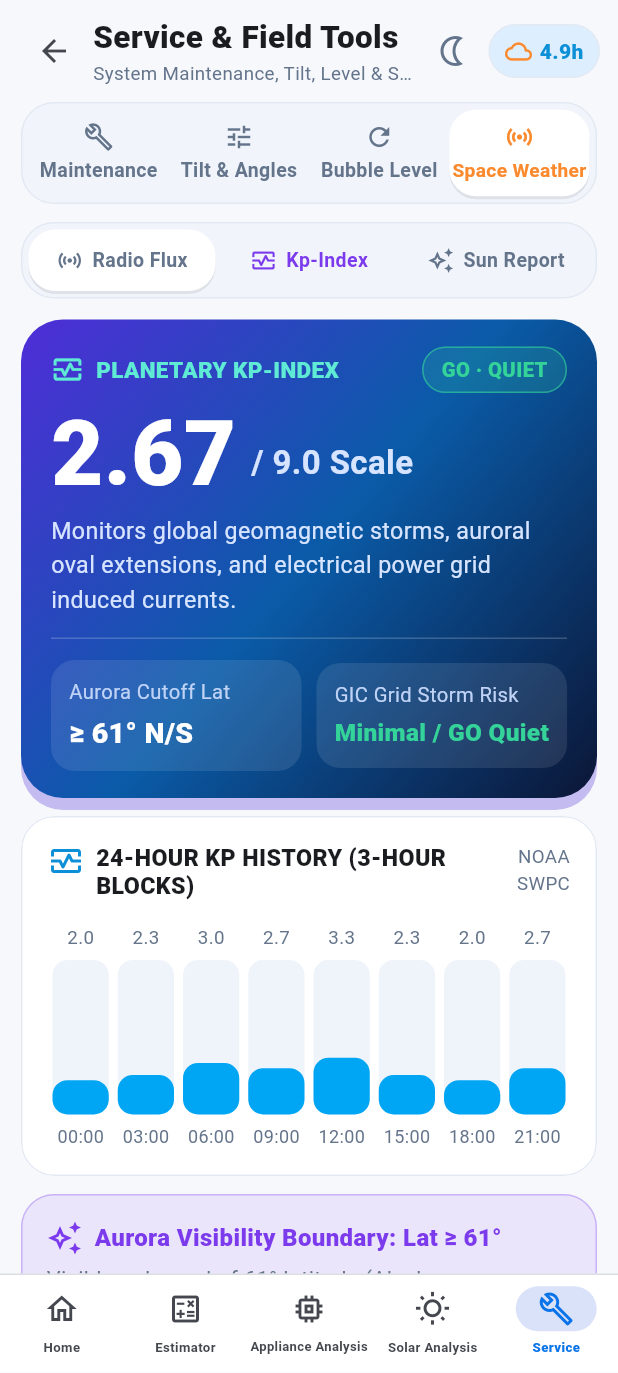 Service & Field Tools
System Maintenance, Tilt, Level & S...
4.9h
Maintenance
Tilt & Angles
Bubble Level
Space Weather
Radio Flux
Kp-Index
Sun Report
PLANETARY KP-INDEX
G0 · QUIET
2.67 / 9.0 Scale
Monitors global geomagnetic storms, auroral
oval extensions, and electrical power grid
induced currents.
Aurora Cutoff Lat
≥ 61° N/S
GIC Grid Storm Risk
Minimal / G0 Quiet
24-HOUR KP HISTORY (3-HOUR
BLOCKS)
NOAA
SWPC
2.0 2.3 3.0 2.7 3.3 2.3 2.0 2.7
00:00 03:00 06:00 09:00 12:00 15:00 18:00 21:00
Aurora Visibility Boundary: Lat ≥ 61°
Home
Estimator
Appliance Analysis
Solar Analysis
Service